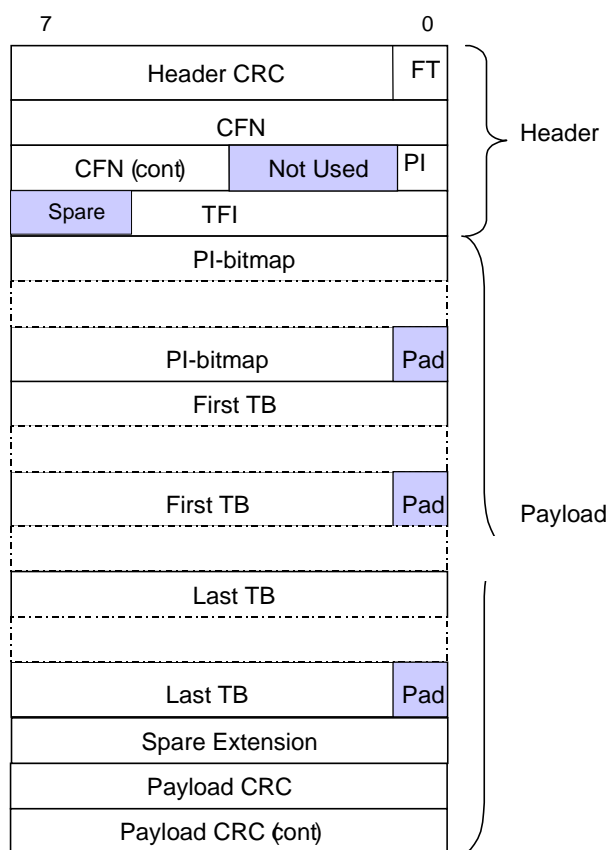 7 0
Header CRC FT
Header
CFN
CFN (cont) Not Used PI
Spare TFI
PI-bitmap
PI-bitmap Pad
First TB
First TB Pad
Payload
Last TB
Last TB Pad
Spare Extension
Payload CRC
Payload CRC (cont)